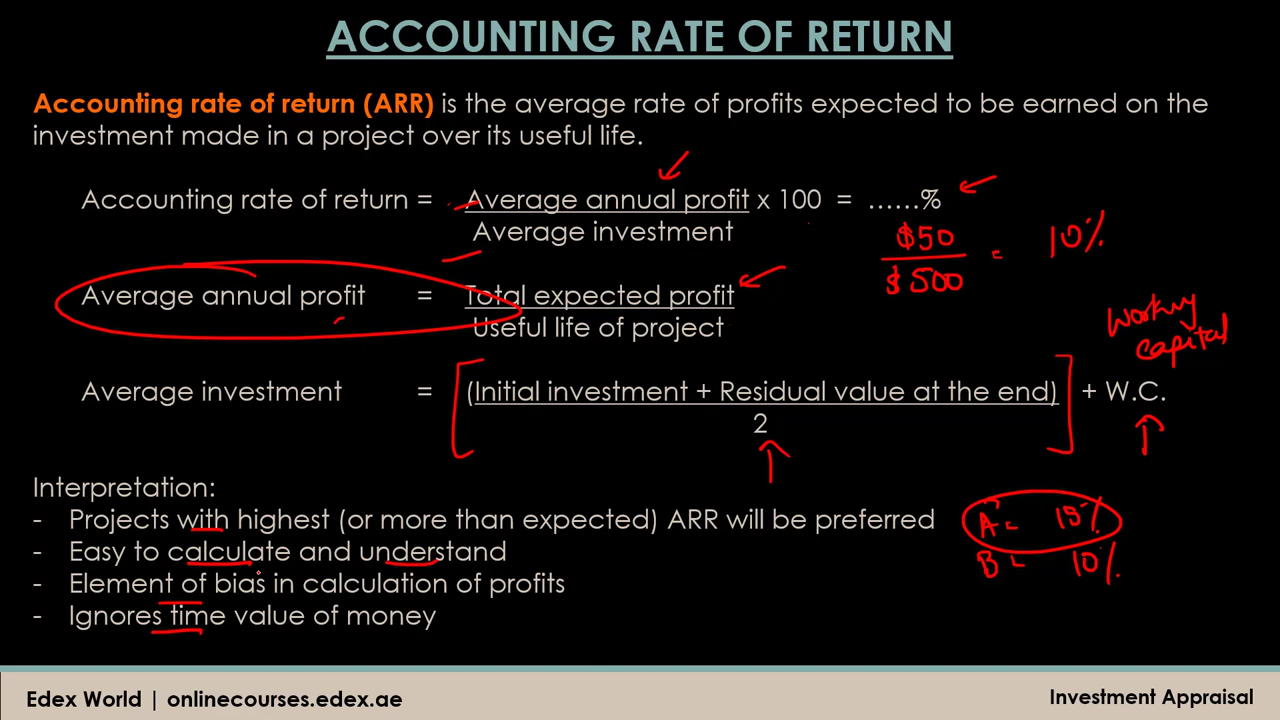 ACCOUNTING RATE OF RETURN
Accounting rate of return (ARR) is the average rate of profits expected to be earned on the
investment made in a project over its useful life.
Accounting rate of return = Average annual profit x 100 = ......%
Average investment
$50
$500
= 10%
Average annual profit = Total expected profit
Useful life of project
Working
capital
Average investment = (Initial investment + Residual value at the end) + W.C.
2
Interpretation:
- Projects with highest (or more than expected) ARR will be preferred
- Easy to calculate and understand
- Element of bias in calculation of profits
- Ignores time value of money
A = 15%
B = 10%
Edex World | onlinecourses.edex.ae
Investment Appraisal